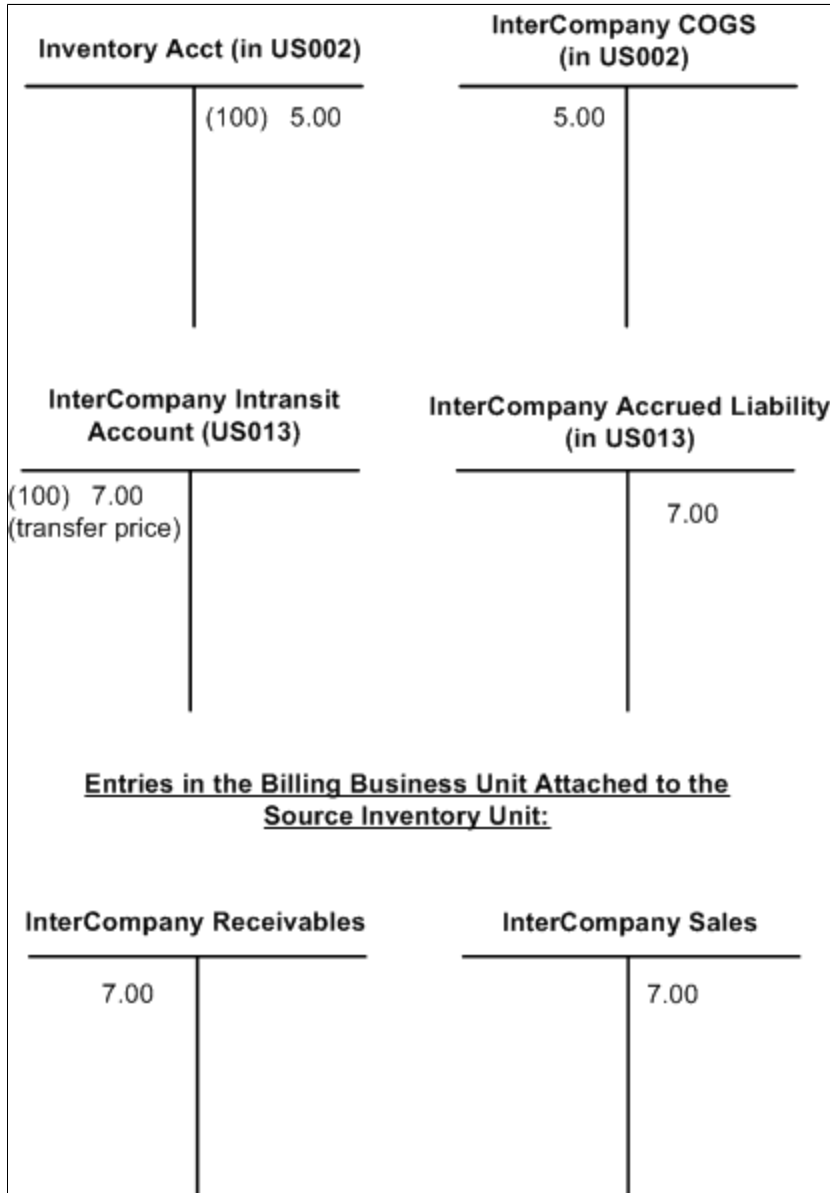 Inventory Acct (in US002)
InterCompany COGS
(in US002)
(100) 5.00
5.00
InterCompany Intransit
Account (US013)
InterCompany Accrued Liability
(in US013)
(100) 7.00
(transfer price)
7.00
Entries in the Billing Business Unit Attached to the
Source Inventory Unit:
InterCompany Receivables
InterCompany Sales
7.00
7.00